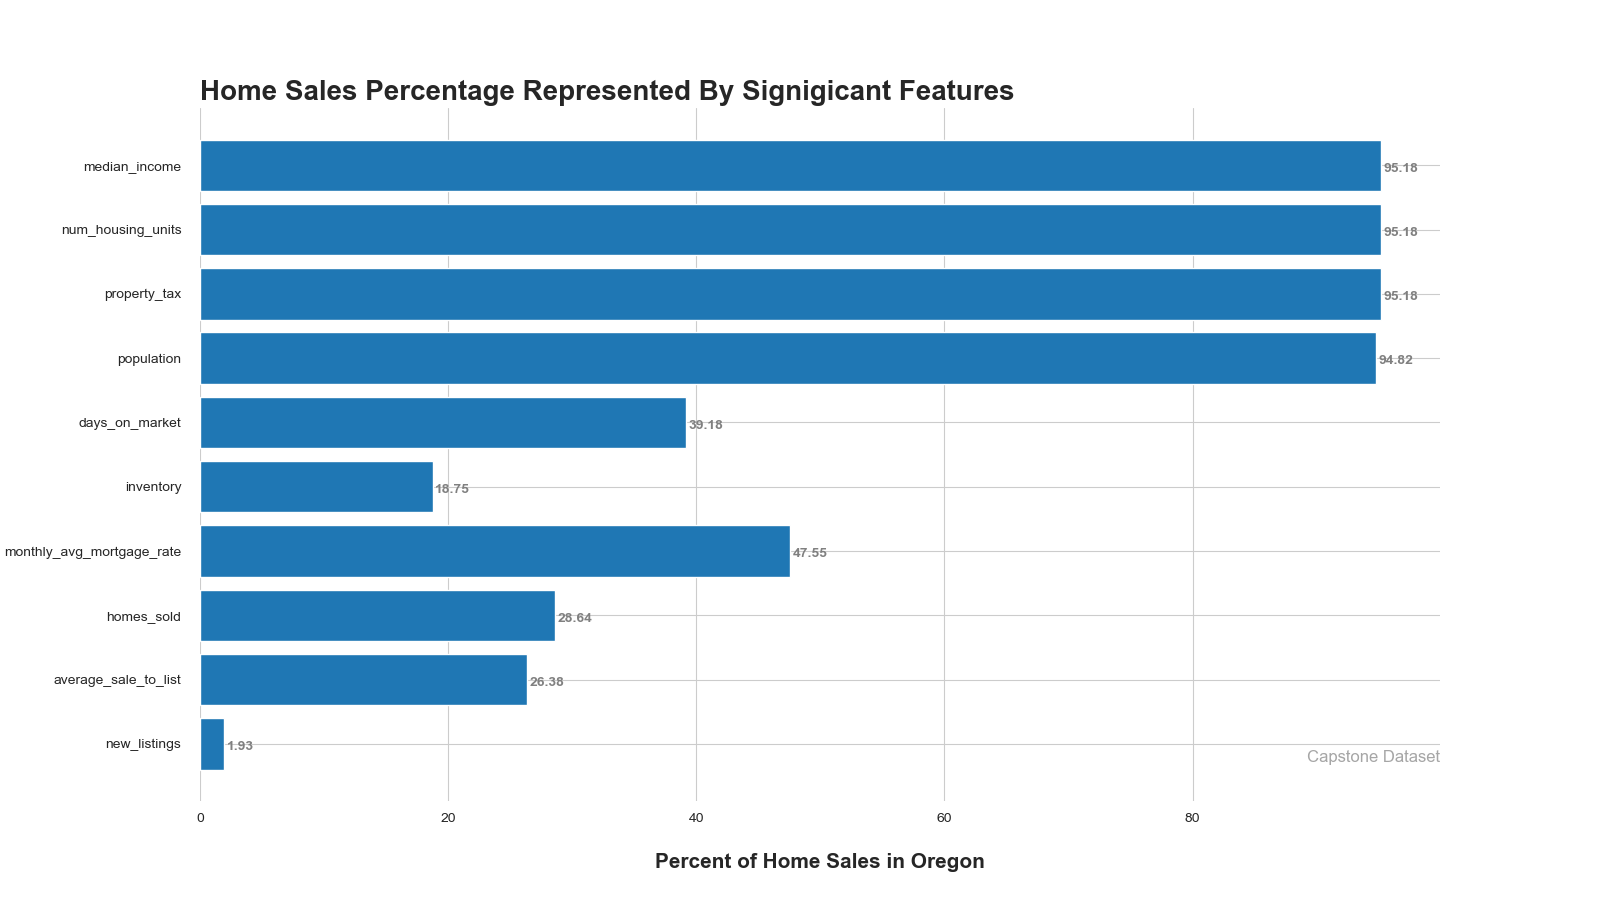 Home Sales Percentage Represented By Signigicant Features
median_income 95.18
num_housing_units 95.18
property_tax 95.18
population 94.82
days_on_market 39.18
inventory 18.75
monthly_avg_mortgage_rate 47.55
homes_sold 28.64
average_sale_to_list 26.38
new_listings 1.93
Capstone Dataset
0 20 40 60 80
Percent of Home Sales in Oregon